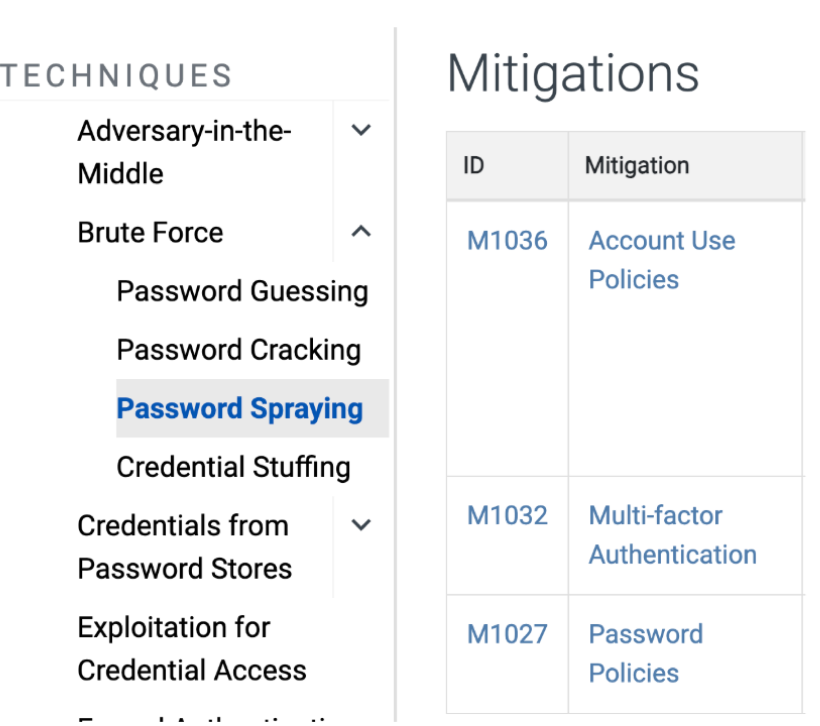 TECHNIQUES
Adversary-in-the-
Middle
Brute Force
Password Guessing
Password Cracking
Password Spraying
Credential Stuffing
Credentials from
Password Stores
Exploitation for
Credential Access
Mitigations
ID Mitigation
M1036 Account Use
Policies
M1032 Multi-factor
Authentication
M1027 Password
Policies